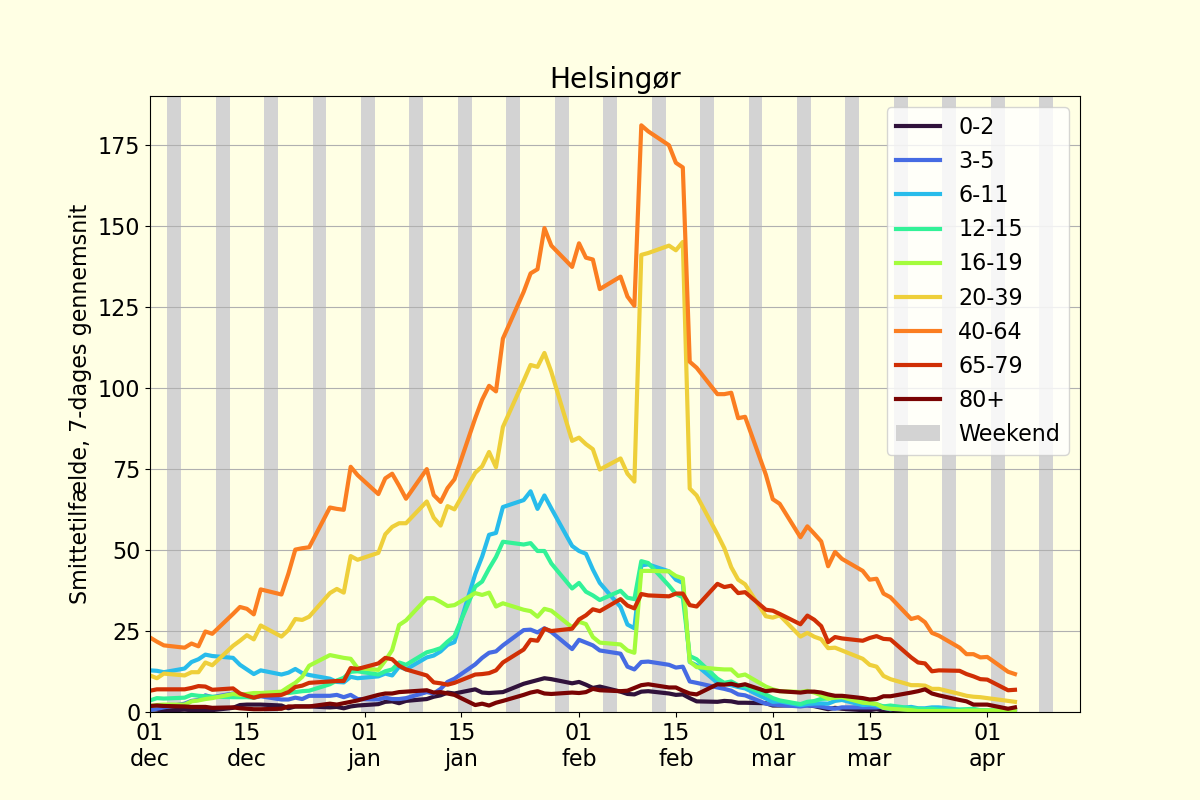 Helsingør
Smittetilfælde, 7-dages gennemsnit
175
150
125
100
75
50
25
0
01 dec
15 dec
01 jan
15 jan
01 feb
15 feb
01 mar
15 mar
01 apr
0-2
3-5
6-11
12-15
16-19
20-39
40-64
65-79
80+
Weekend